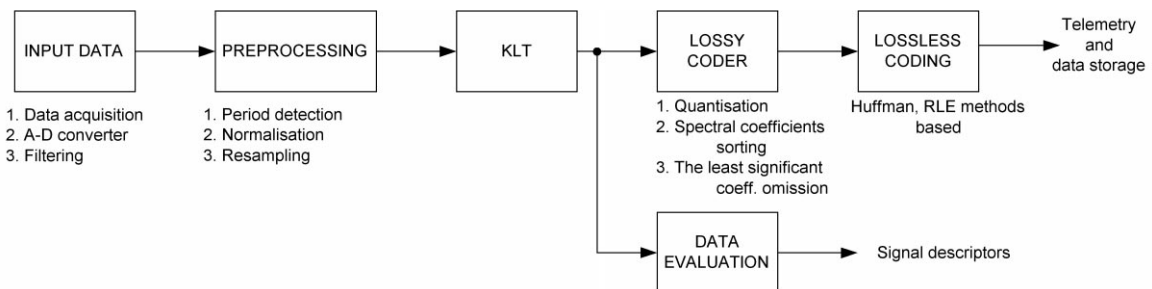 INPUT DATA
1. Data acquisition
2. A-D converter
3. Filtering
PREPROCESSING
1. Period detection
2. Normalisation
3. Resampling
KLT
LOSSY
CODER
1. Quantisation
2. Spectral coefficients
sorting
3. The least significant
coeff. omission
LOSSLESS
CODING
Huffman, RLE methods
based
Telemetry
and
data storage
DATA
EVALUATION
Signal descriptors